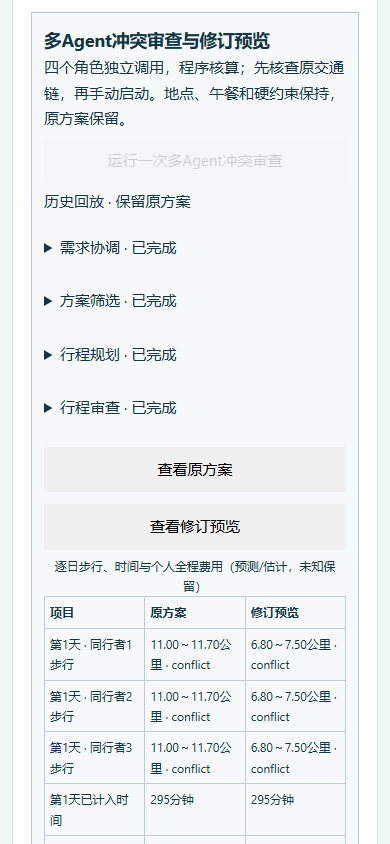 多Agent冲突审查与修订预览
四个角色独立调用，程序核算；先核查原交通
链，再手动启动。地点、午餐和硬约束保持，
原方案保留。
运行一次多Agent冲突审查
历史回放 · 保留原方案
▶ 需求协调 · 已完成
▶ 方案筛选 · 已完成
▶ 行程规划 · 已完成
▶ 行程审查 · 已完成
查看原方案
查看修订预览
逐日步行、时间与个人全程费用（预测/估计，未知保
留）
项目 原方案 修订预览
第1天 · 同行者1 11.00～11.70公 6.80～7.50公里 ·
步行 里 · conflict conflict
第1天 · 同行者2 11.00～11.70公 6.80～7.50公里 ·
步行 里 · conflict conflict
第1天 · 同行者3 11.00～11.70公 6.80～7.50公里 ·
步行 里 · conflict conflict
第1天已计入时 295分钟 295分钟
间